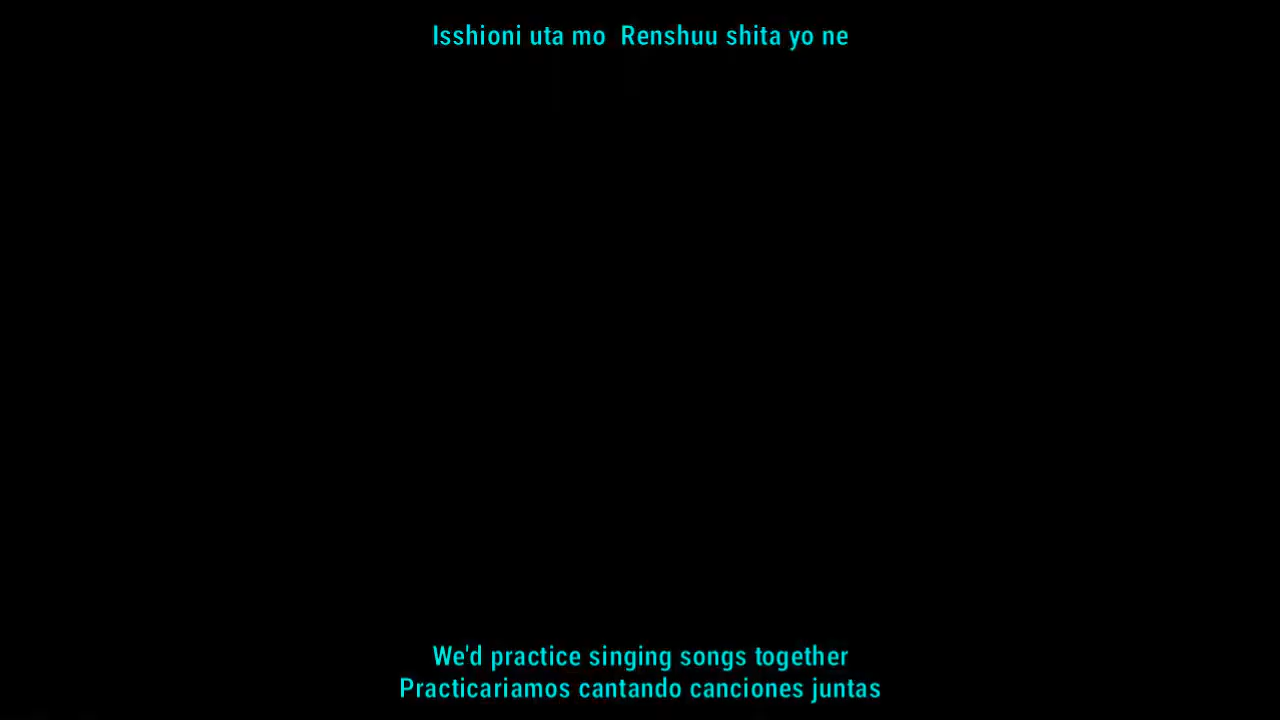 Isshioni uta mo  Renshuu shita yo ne
We'd practice singing songs together
Practicariamos cantando canciones juntas